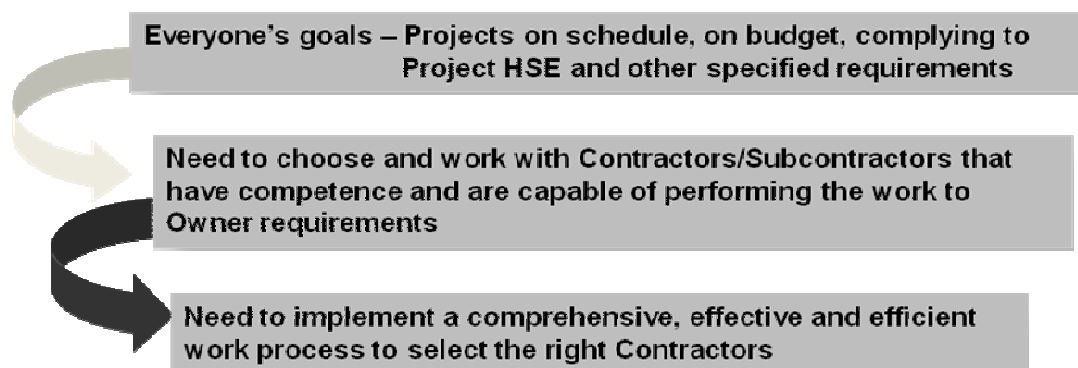 Everyone's goals – Projects on schedule, on budget, complying to
Project HSE and other specified requirements
Need to choose and work with Contractors/Subcontractors that
have competence and are capable of performing the work to
Owner requirements
Need to implement a comprehensive, effective and efficient
work process to select the right Contractors